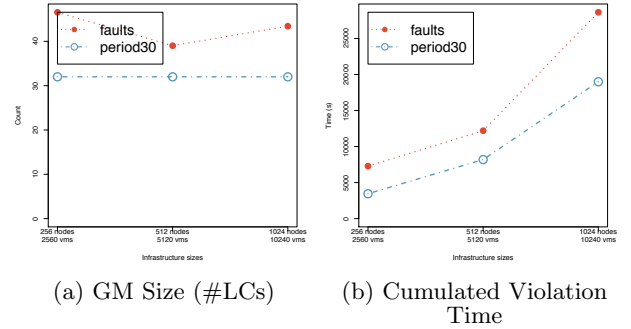 faults
period30
Count
0
10
20
30
40
256 nodes
2560 vms
512 nodes
5120 vms
1024 nodes
10240 vms
Infrastructure sizes
(a) GM Size (#LCs)
faults
period30
Time (s)
0
5000
10000
15000
20000
25000
256 nodes
2560 vms
512 nodes
5120 vms
1024 nodes
10240 vms
Infrastructure sizes
(b) Cumulated Violation
Time